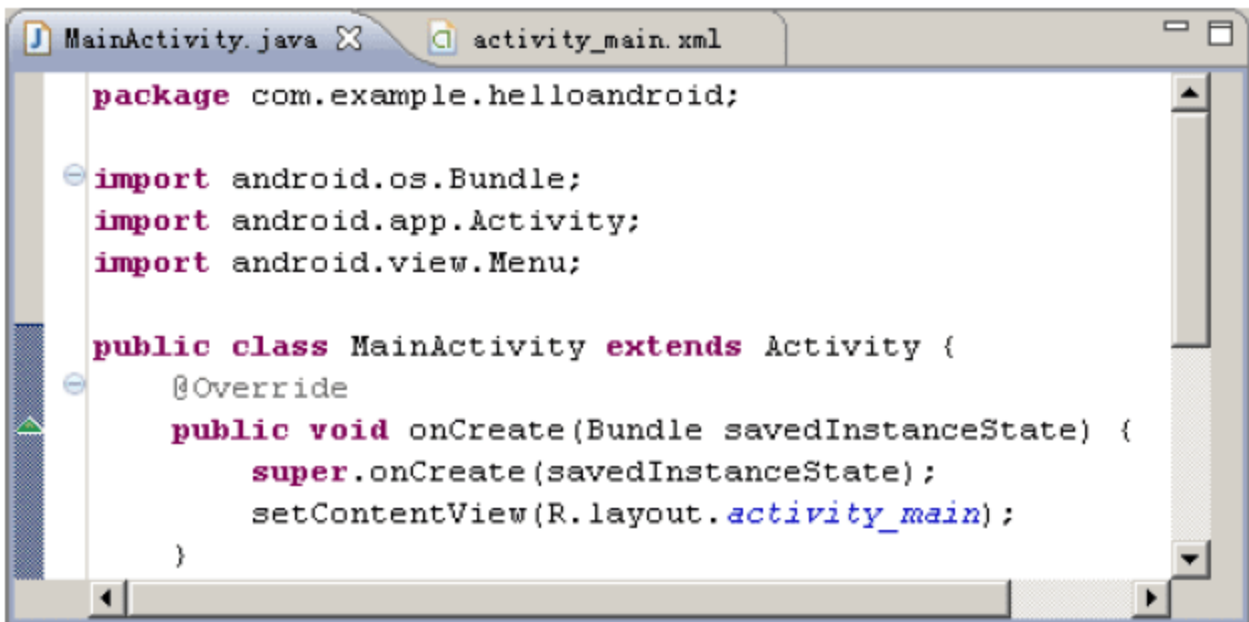 MainActivity.java activity_main.xml
package com.example.helloandroid;
import android.os.Bundle;
import android.app.Activity;
import android.view.Menu;
public class MainActivity extends Activity {
@Override
public void onCreate(Bundle savedInstanceState) {
super.onCreate(savedInstanceState);
setContentView(R.layout.activity_main);
}